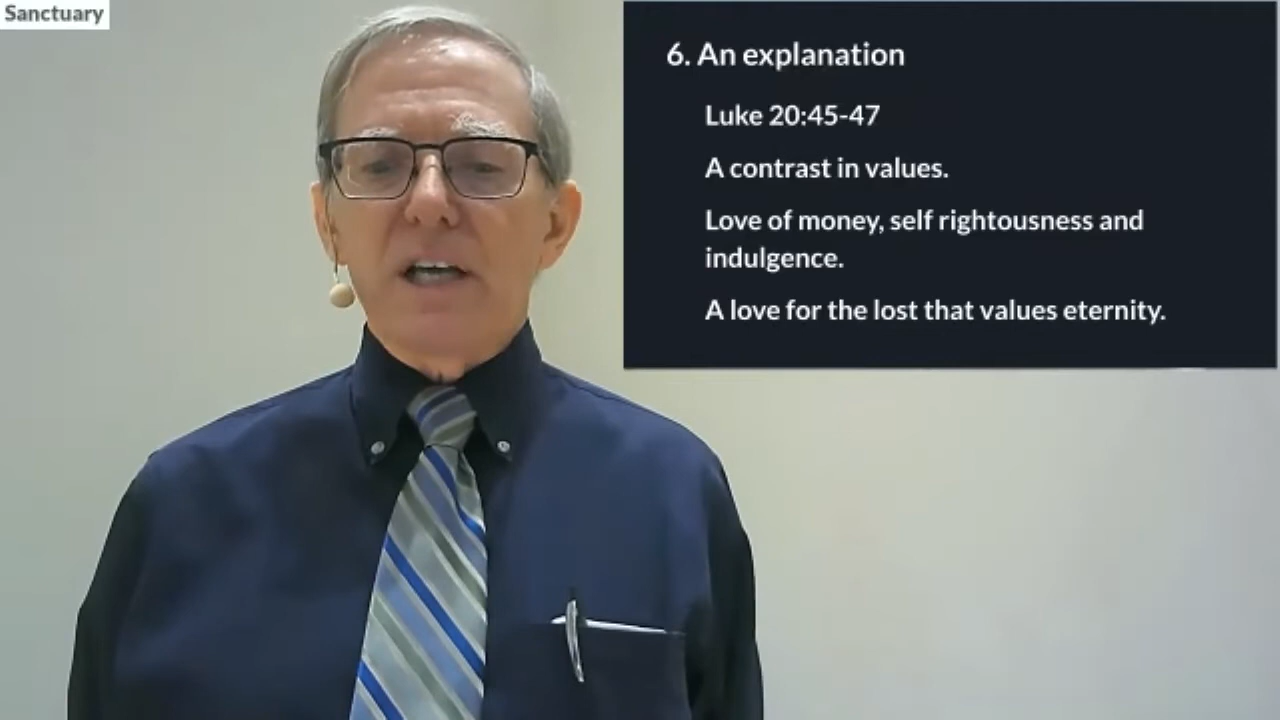 Sanctuary
6. An explanation
Luke 20:45-47
A contrast in values.
Love of money, self rightousness and
indulgence.
A love for the lost that values eternity.